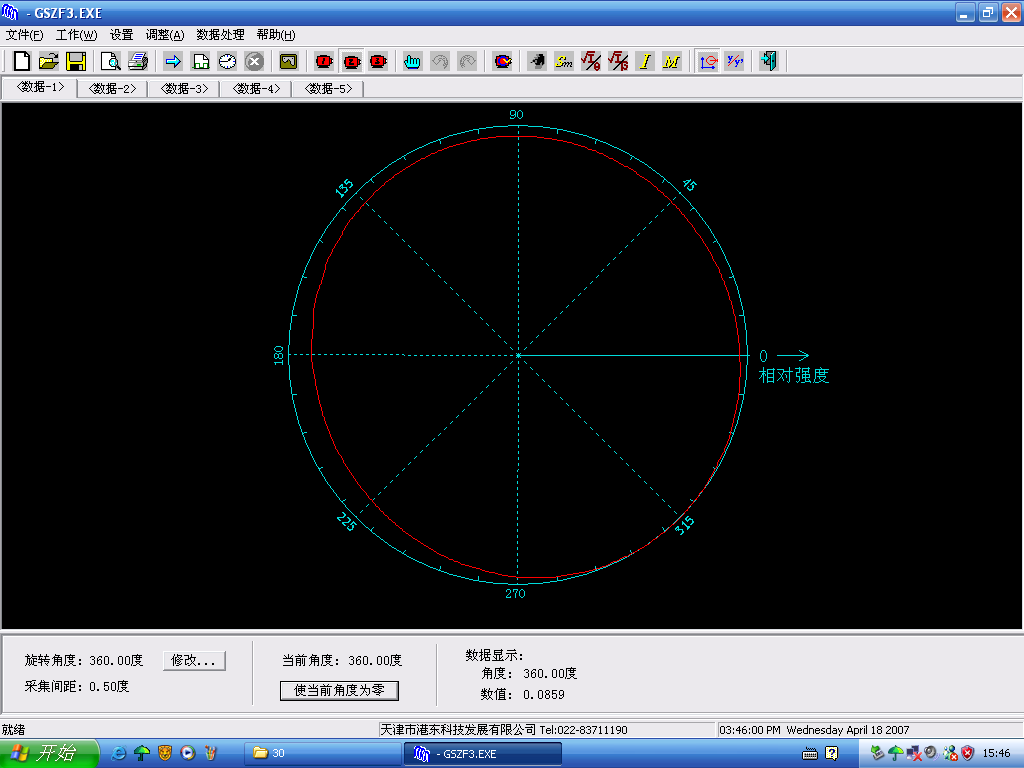 - GSZF3.EXE
文件(F) 工作(W) 设置 调整(A) 数据处理 帮助(H)
Sm √T/θ √T/S I M Y/Y'
<数据-1> <数据-2> <数据-3> <数据-4> <数据-5>
90
135 45
180 0
相对强度
225 315
270
旋转角度: 360.00度 修改... 当前角度: 360.00度 数据显示:
角度: 360.00度
采集间距: 0.50度 使当前角度为零 数值: 0.0859
就绪 天津市港东科技发展有限公司 Tel:022-83711190 03:46:00 PM Wednesday April 18 2007
开始 30 - GSZF3.EXE 15:46